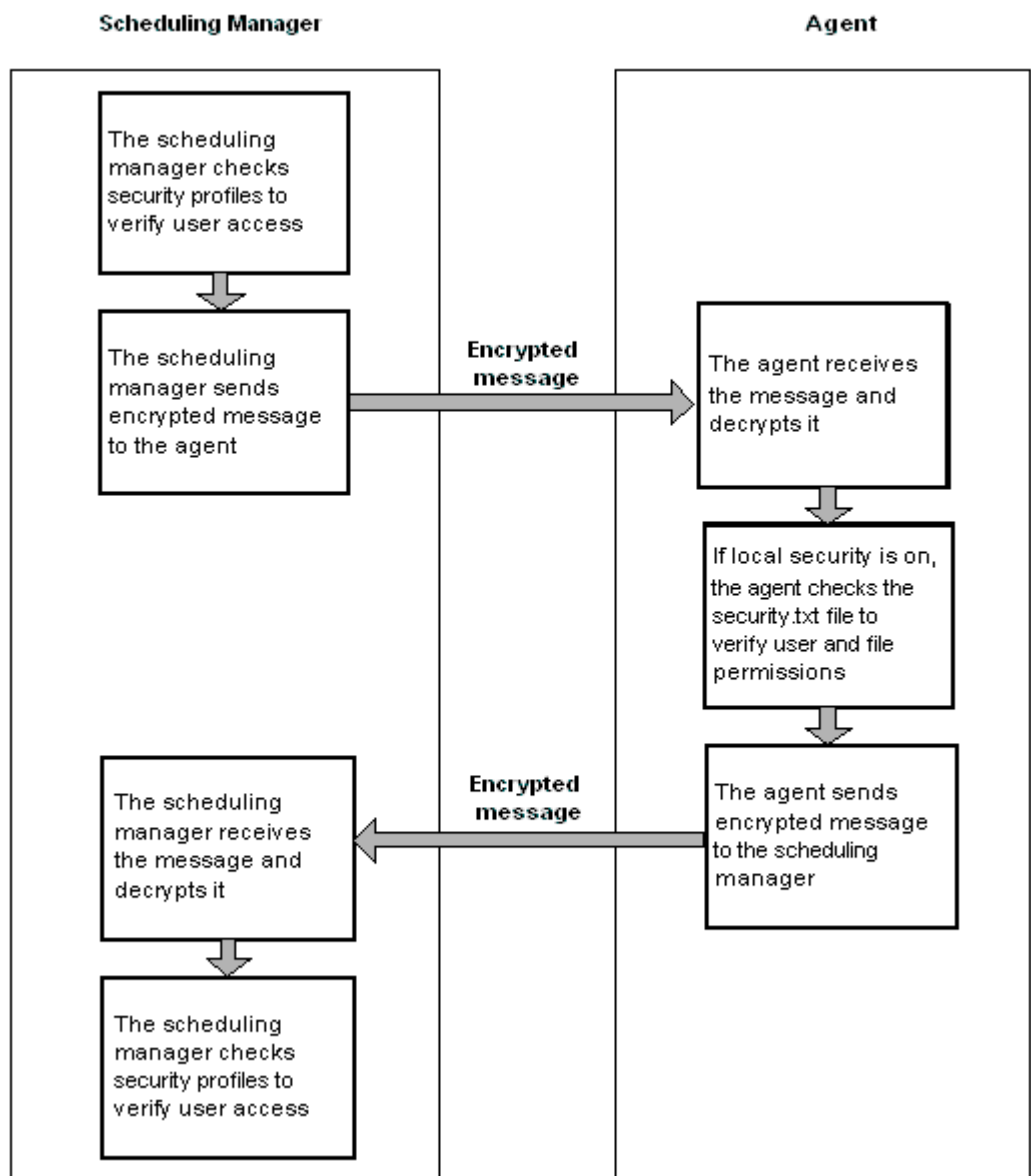 Scheduling Manager
Agent
The scheduling
manager checks
security profiles to
verify user access
The scheduling
manager sends
encrypted message
to the agent
Encrypted
message
The agent receives
the message and
decrypts it
If local security is on,
the agent checks the
security.txt file to
verify user and file
permissions
The agent sends
encrypted message
to the scheduling
manager
Encrypted
message
The scheduling
manager receives
the message and
decrypts it
The scheduling
manager checks
security profiles to
verify user access